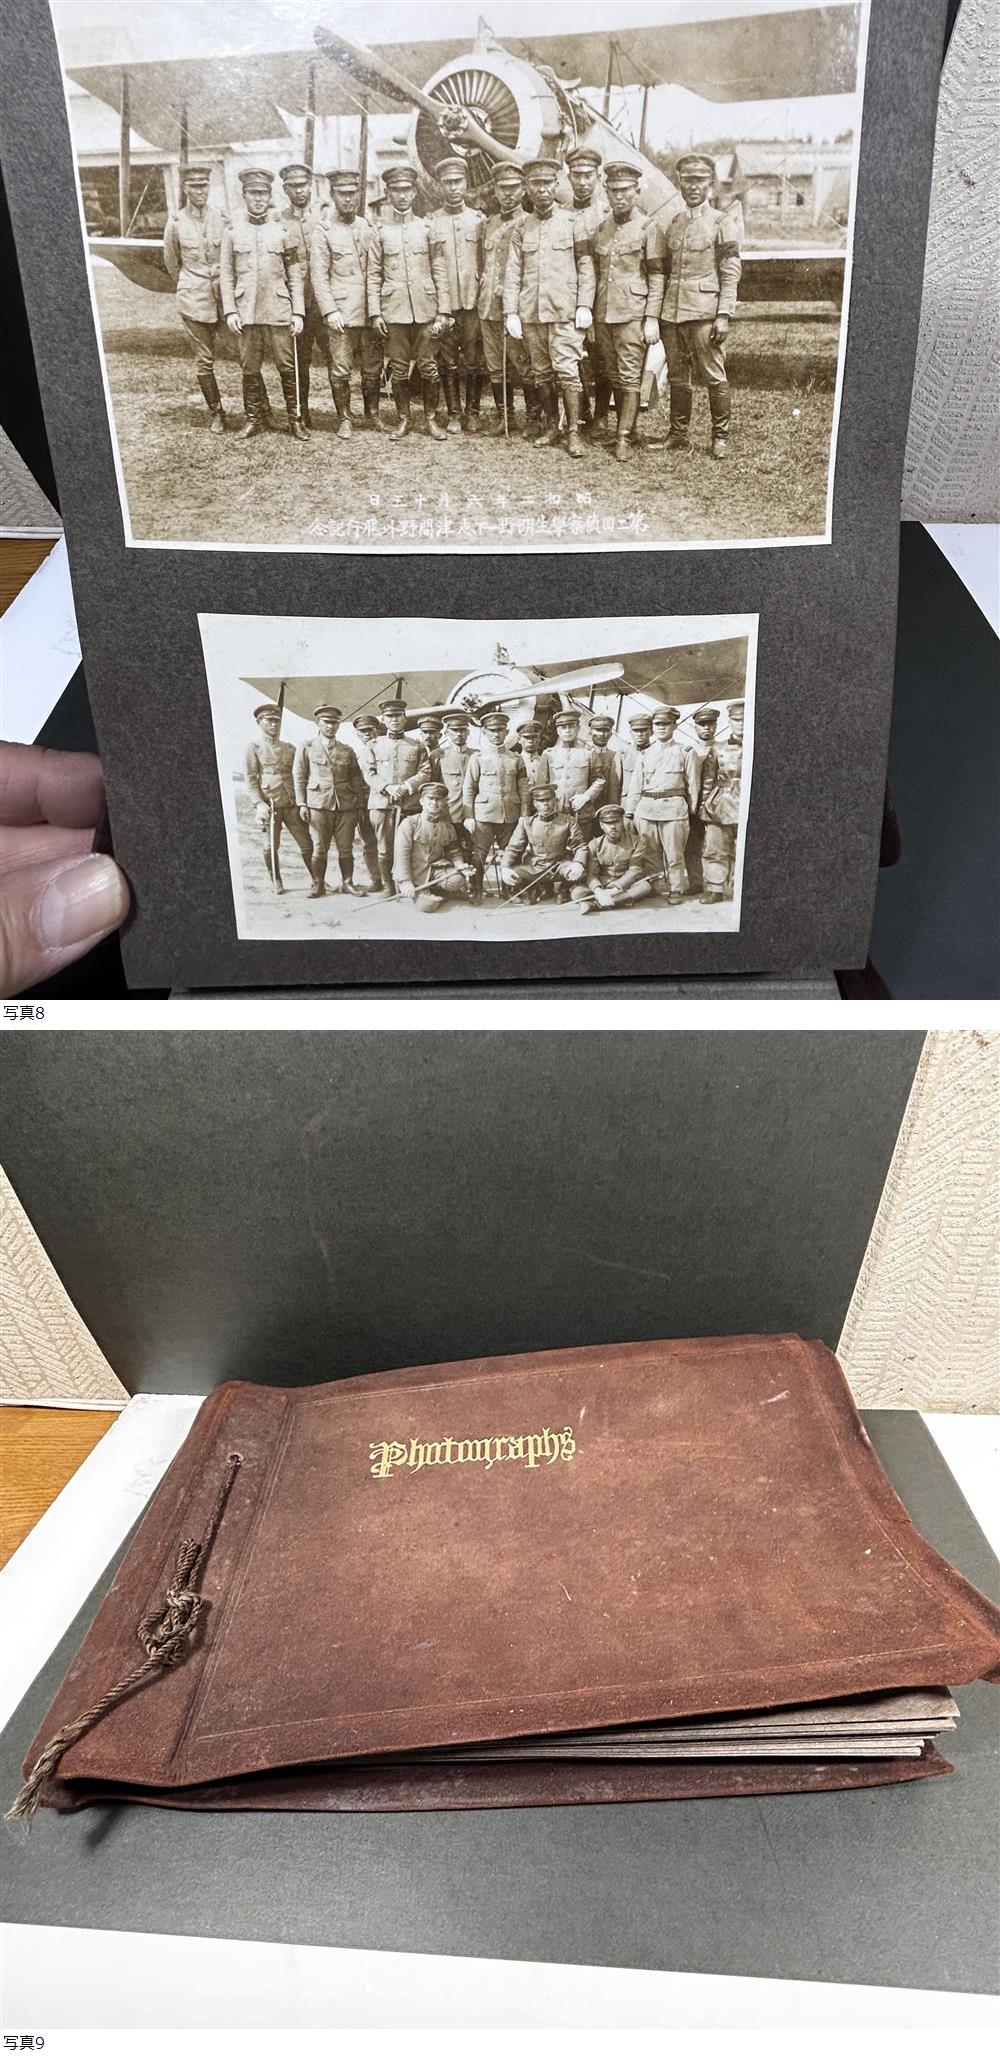 昭和二年六月十三日
第二回偵察學生明野—下志津間野外飛行記念
写真8
Photographs
写真9